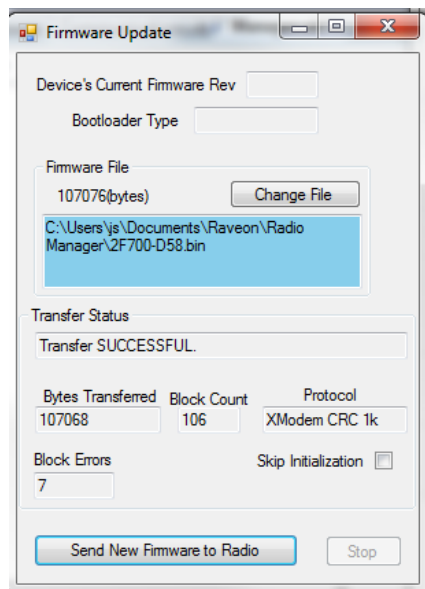 Firmware Update
Device's Current Firmware Rev
Bootloader Type
Firmware File
107076(bytes)
Change File
C:\Users\js\Documents\Raveon\Radio
Manager\2F700-D58.bin
Transfer Status
Transfer SUCCESSFUL.
Bytes Transferred Block Count Protocol
107068 106 XModem CRC 1k
Block Errors Skip Initialization
7
Send New Firmware to Radio Stop